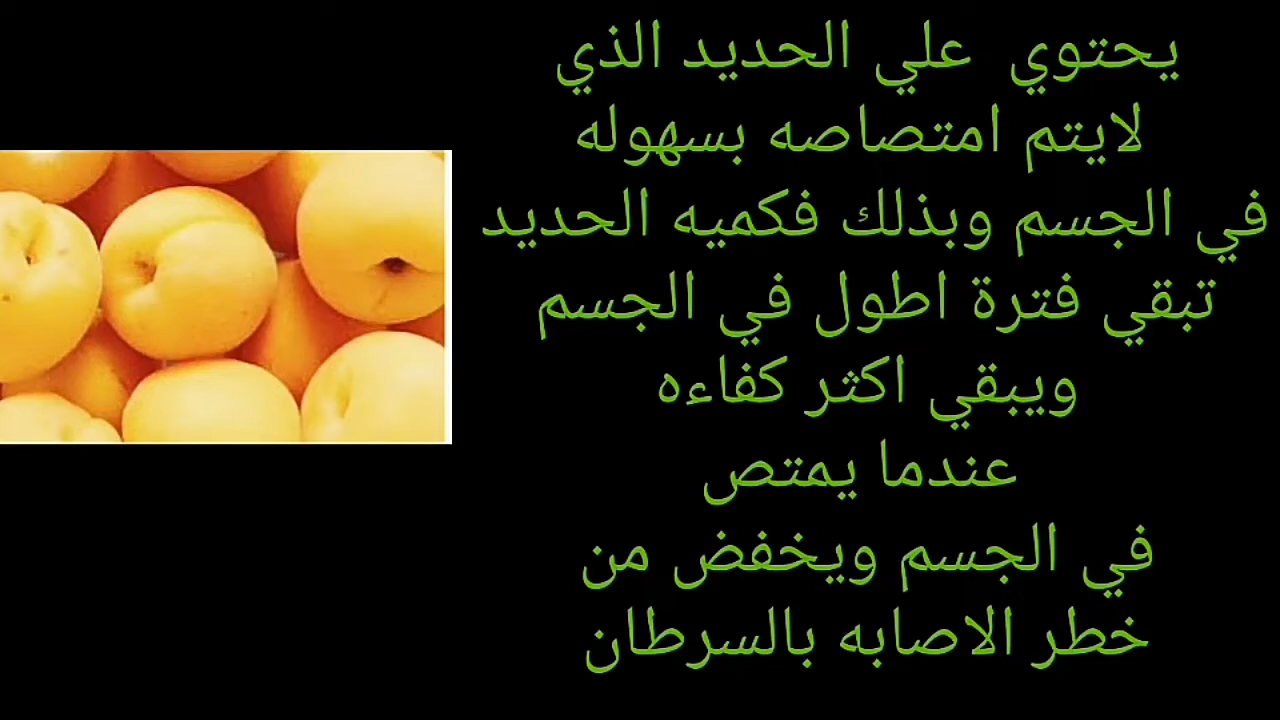 يحتوي علي الحديد الذي
لايتم امتصاصه بسهوله
في الجسم وبذلك فكميه الحديد
تبقي فترة اطول في الجسم
ويبقي اكثر كفاءه
عندما يمتص
في الجسم ويخفض من
خطر الاصابه بالسرطان